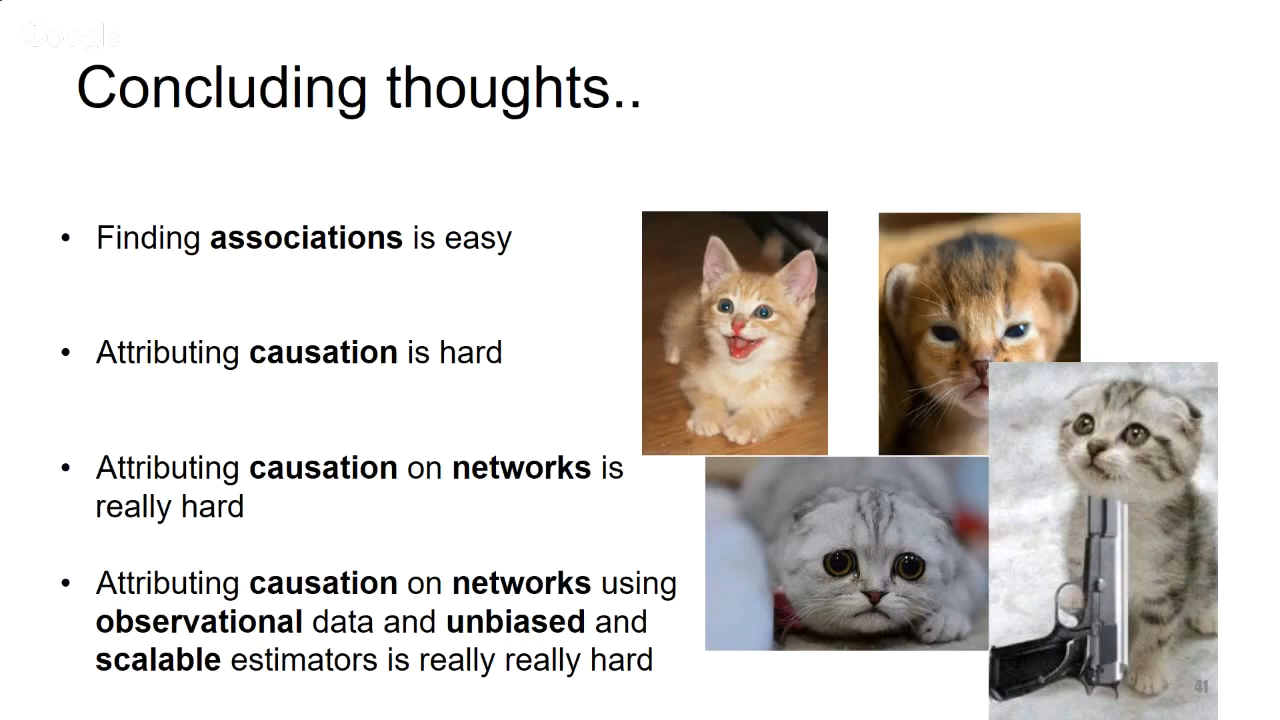 Google
Concluding thoughts..
• Finding associations is easy
• Attributing causation is hard
• Attributing causation on networks is
really hard
• Attributing causation on networks using
observational data and unbiased and
scalable estimators is really really hard
41